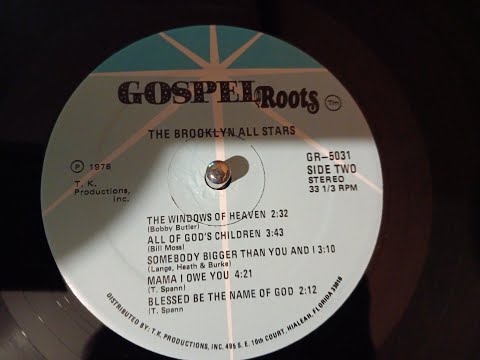 GOSPEL Roots TM
THE BROOKLYN ALL STARS
GR-5031
SIDE TWO
STEREO
33 1/3 RPM
Ⓟ 1978
T. K.
Productions,
Inc.
THE WINDOWS OF HEAVEN 2:32
(Bobby Butler)
ALL OF GOD'S CHILDREN 3:43
(Bill Moss)
SOMEBODY BIGGER THAN YOU AND I 3:10
(Lange, Heath & Burke)
MAMA I OWE YOU 4:21
(T. Spann)
BLESSED BE THE NAME OF GOD 2:12
(T. Spann
DISTRIBUTED BY: T.K. PRODUCTIONS, INC. 495 S. E. 10th COURT, HIALEAH, FLORIDA 33010